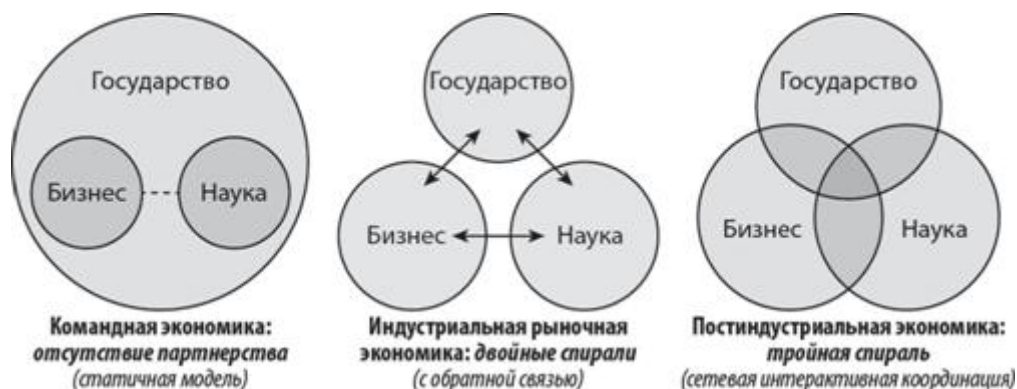 Государство
Бизнес
Наука
Командная экономика:
отсутствие партнерства
(статичная модель)
Государство
Бизнес
Наука
Индустриальная рыночная
экономика: двойные спирали
(с обратной связью)
Государство
Бизнес
Наука
Постиндустриальная экономика:
тройная спираль
(сетевая интерактивная координация)